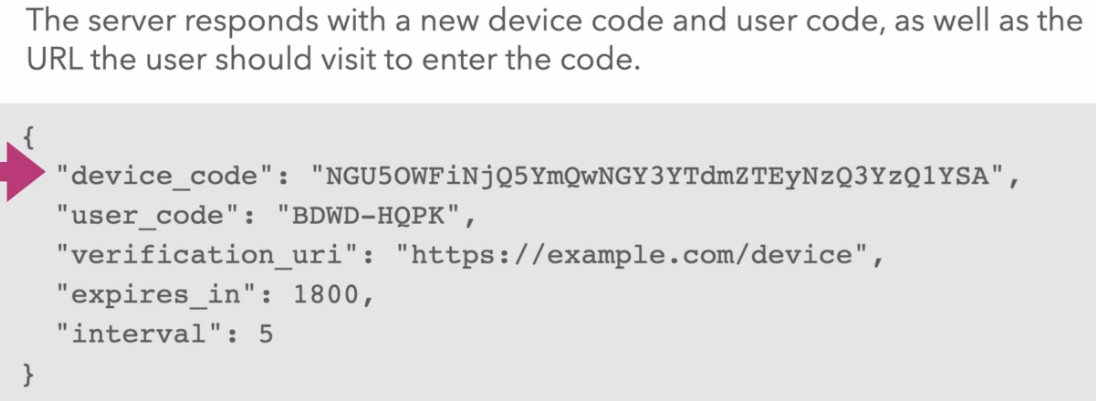 The server responds with a new device code and user code, as well as the
URL the user should visit to enter the code.
{
"device_code": "NGU5OWFiNjQ5YmQwNGY3YTdmZTEyNzQ3YzQ1YSA",
"user_code": "BDWD-HQPK",
"verification_uri": "https://example.com/device",
"expires_in": 1800,
"interval": 5
}